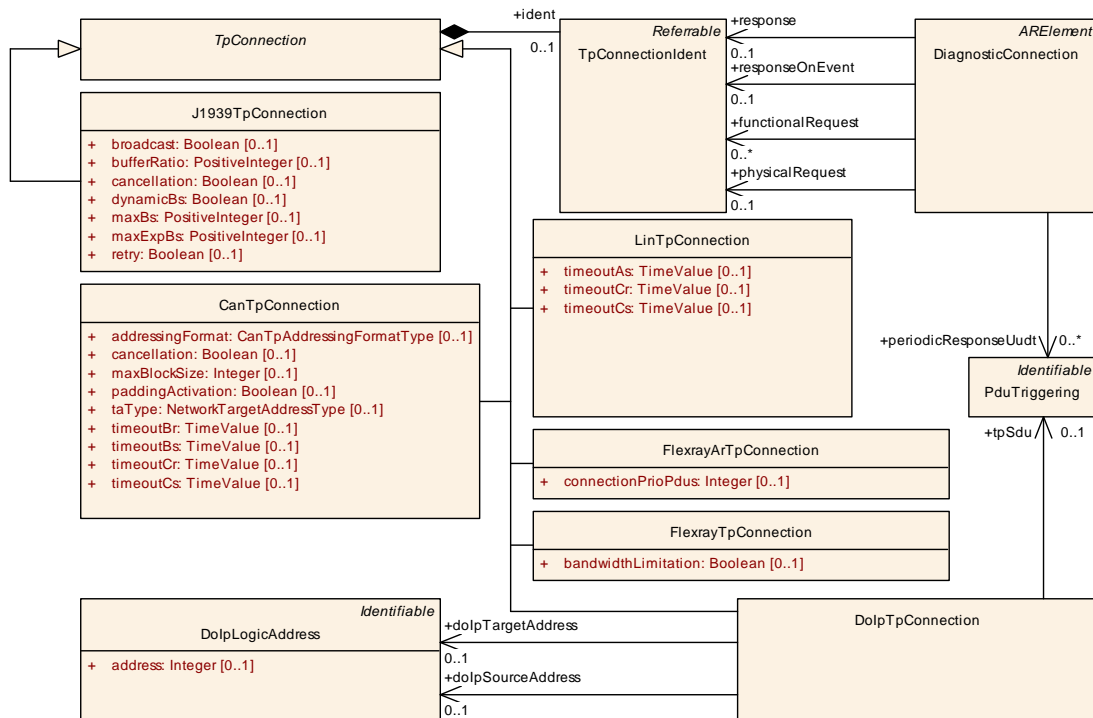 TpConnection
+ident
0..1
Referrable
TpConnectionIdent
+response
0..1
+responseOnEvent
0..1
+functionalRequest
0..*
+physicalRequest
0..1
ARElement
DiagnosticConnection
J1939TpConnection
+ broadcast: Boolean [0..1]
+ bufferRatio: PositiveInteger [0..1]
+ cancellation: Boolean [0..1]
+ dynamicBs: Boolean [0..1]
+ maxBs: PositiveInteger [0..1]
+ maxExpBs: PositiveInteger [0..1]
+ retry: Boolean [0..1]
LinTpConnection
+ timeoutAs: TimeValue [0..1]
+ timeoutCr: TimeValue [0..1]
+ timeoutCs: TimeValue [0..1]
CanTpConnection
+ addressingFormat: CanTpAddressingFormatType [0..1]
+ cancellation: Boolean [0..1]
+ maxBlockSize: Integer [0..1]
+ paddingActivation: Boolean [0..1]
+ taType: NetworkTargetAddressType [0..1]
+ timeoutBr: TimeValue [0..1]
+ timeoutBs: TimeValue [0..1]
+ timeoutCr: TimeValue [0..1]
+ timeoutCs: TimeValue [0..1]
+periodicResponseUudt
0..*
Identifiable
PduTriggering
+tpSdu
0..1
FlexrayArTpConnection
+ connectionPrioPdus: Integer [0..1]
FlexrayTpConnection
+ bandwidthLimitation: Boolean [0..1]
Identifiable
DoIpLogicAddress
+ address: Integer [0..1]
+doIpTargetAddress
0..1
+doIpSourceAddress
0..1
DoIpTpConnection